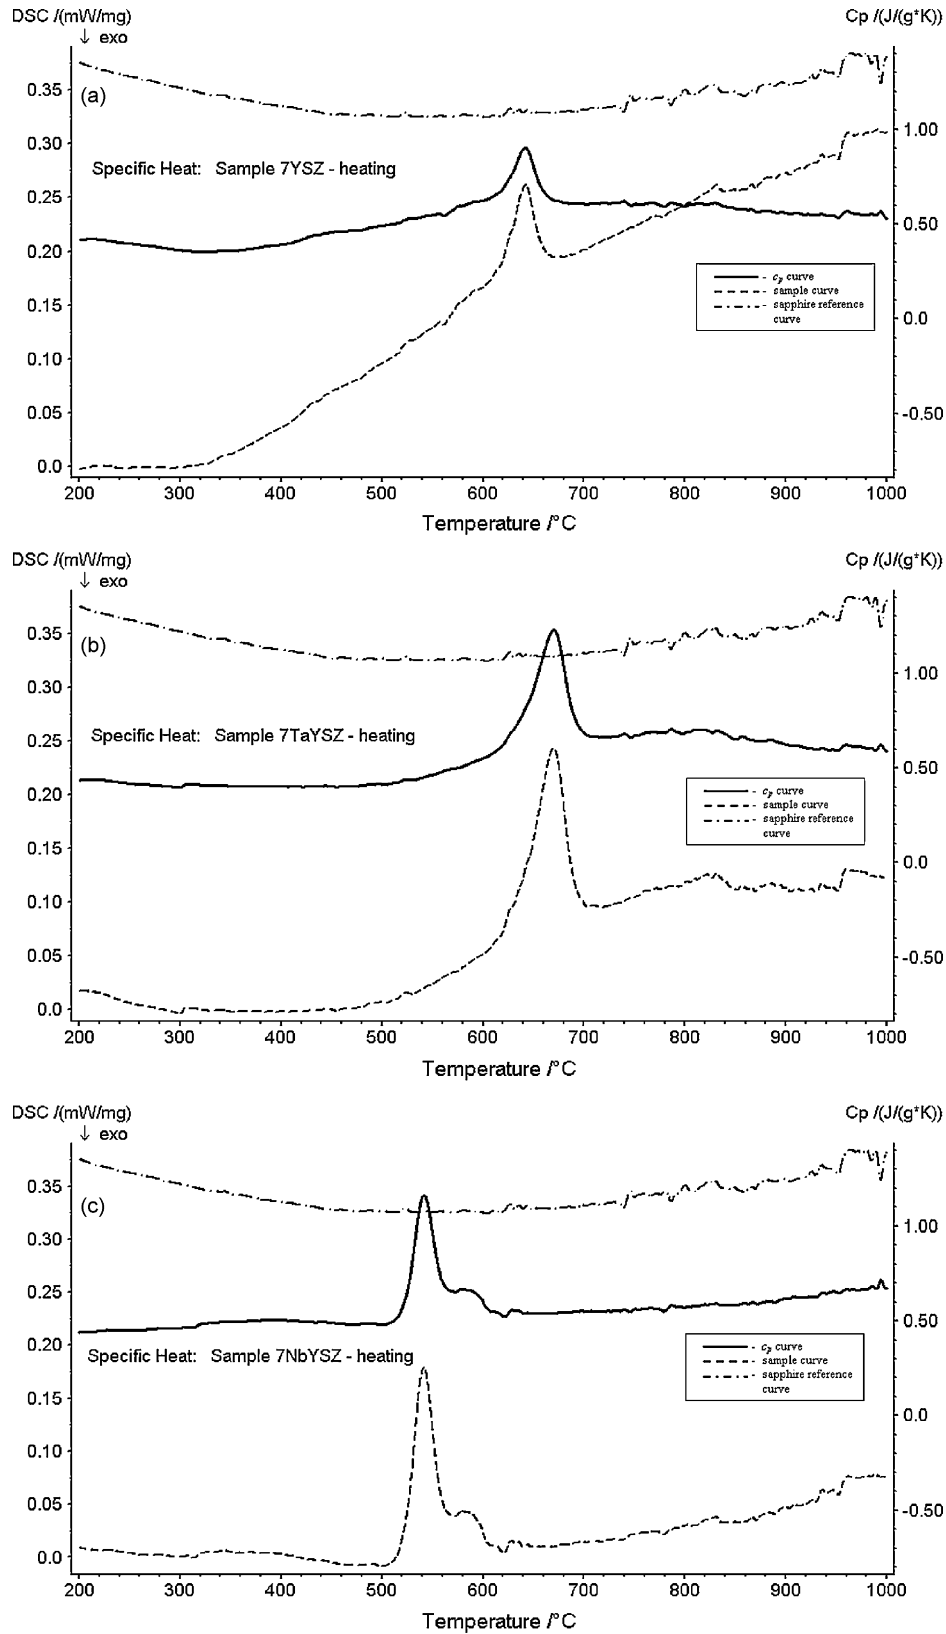 DSC /(mW/mg) Cp /(J/(g*K))
↓ exo
(a)
0.35
1.00
0.30
Specific Heat: Sample 7YSZ - heating
0.25
0.50
0.20
- cp curve
- sample curve
- sapphire reference
curve
0.15
0.0
0.10
0.05
-0.50
0.0
200 300 400 500 600 700 800 900 1000
Temperature /°C
DSC /(mW/mg) Cp /(J/(g*K))
↓ exo
0.35
(b)
1.00
0.30
Specific Heat: Sample 7TaYSZ - heating
0.25
0.50
0.20
- cp curve
- sample curve
- sapphire reference
curve
0.15
0.0
0.10
0.05
-0.50
0.0
200 300 400 500 600 700 800 900 1000
Temperature /°C
DSC /(mW/mg) Cp /(J/(g*K))
↓ exo
0.35
(c)
1.00
0.30
0.25
0.50
0.20
Specific Heat: Sample 7NbYSZ - heating
- cp curve
- sample curve
- sapphire reference
curve
0.15
0.0
0.10
0.05
-0.50
0.0
200 300 400 500 600 700 800 900 1000
Temperature /°C